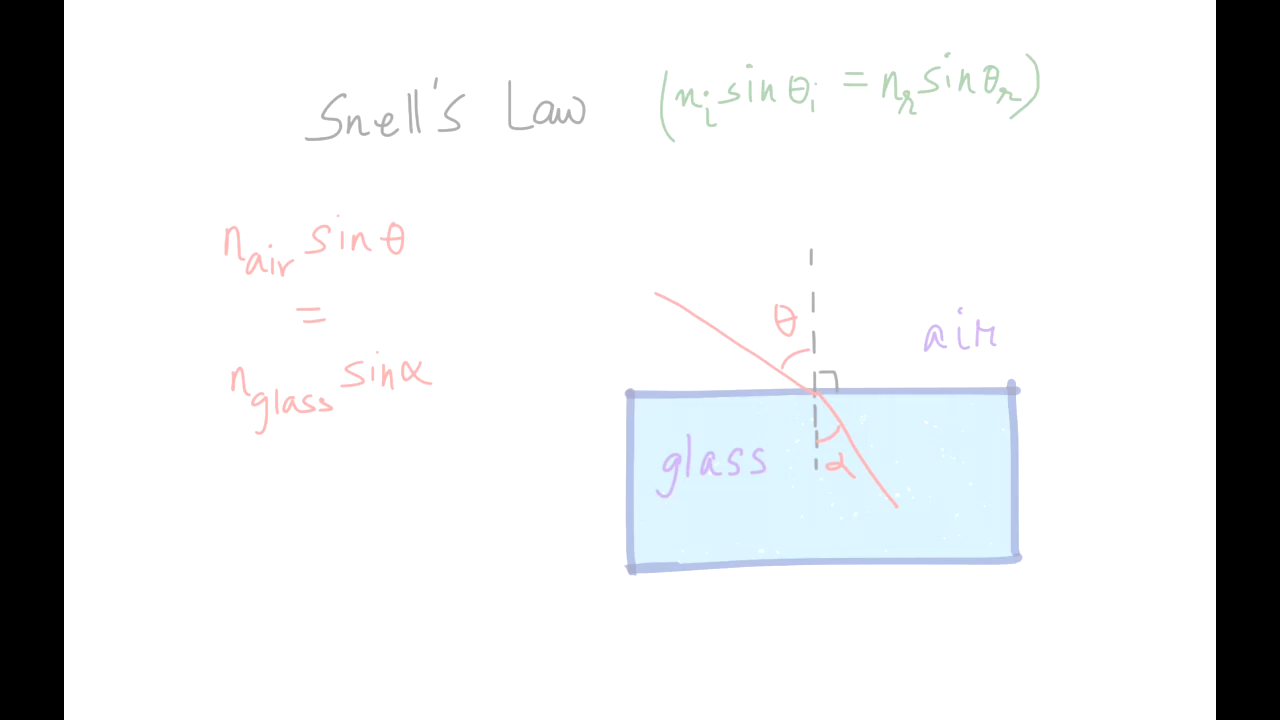 Snell's Law (nᵢ sin θᵢ = nᵣ sin θᵣ)
n_air sin θ
=
n_glass sin α
θ
air
glass
α